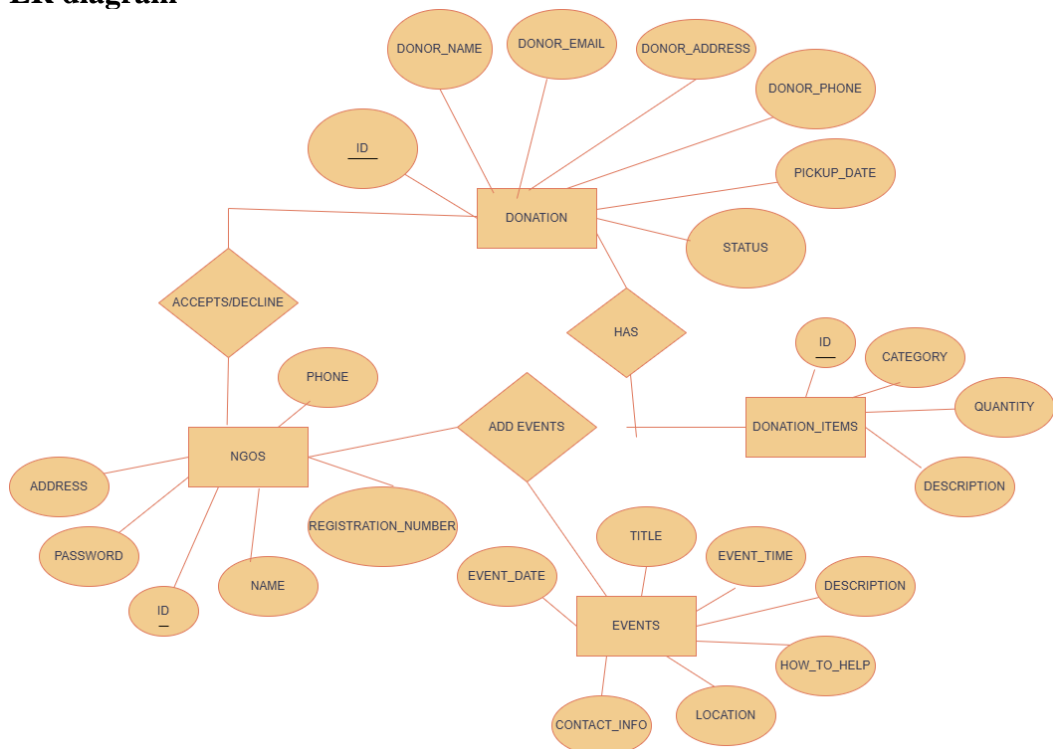 ER diagram
DONOR_NAME
DONOR_EMAIL
DONOR_ADDRESS
DONOR_PHONE
ID
PICKUP_DATE
DONATION
STATUS
ACCEPTS/DECLINE
HAS
ID
CATEGORY
PHONE
QUANTITY
ADD EVENTS
DONATION_ITEMS
NGOS
ADDRESS
DESCRIPTION
REGISTRATION_NUMBER
TITLE
PASSWORD
EVENT_TIME
EVENT_DATE
NAME
DESCRIPTION
ID
EVENTS
HOW_TO_HELP
LOCATION
CONTACT_INFO